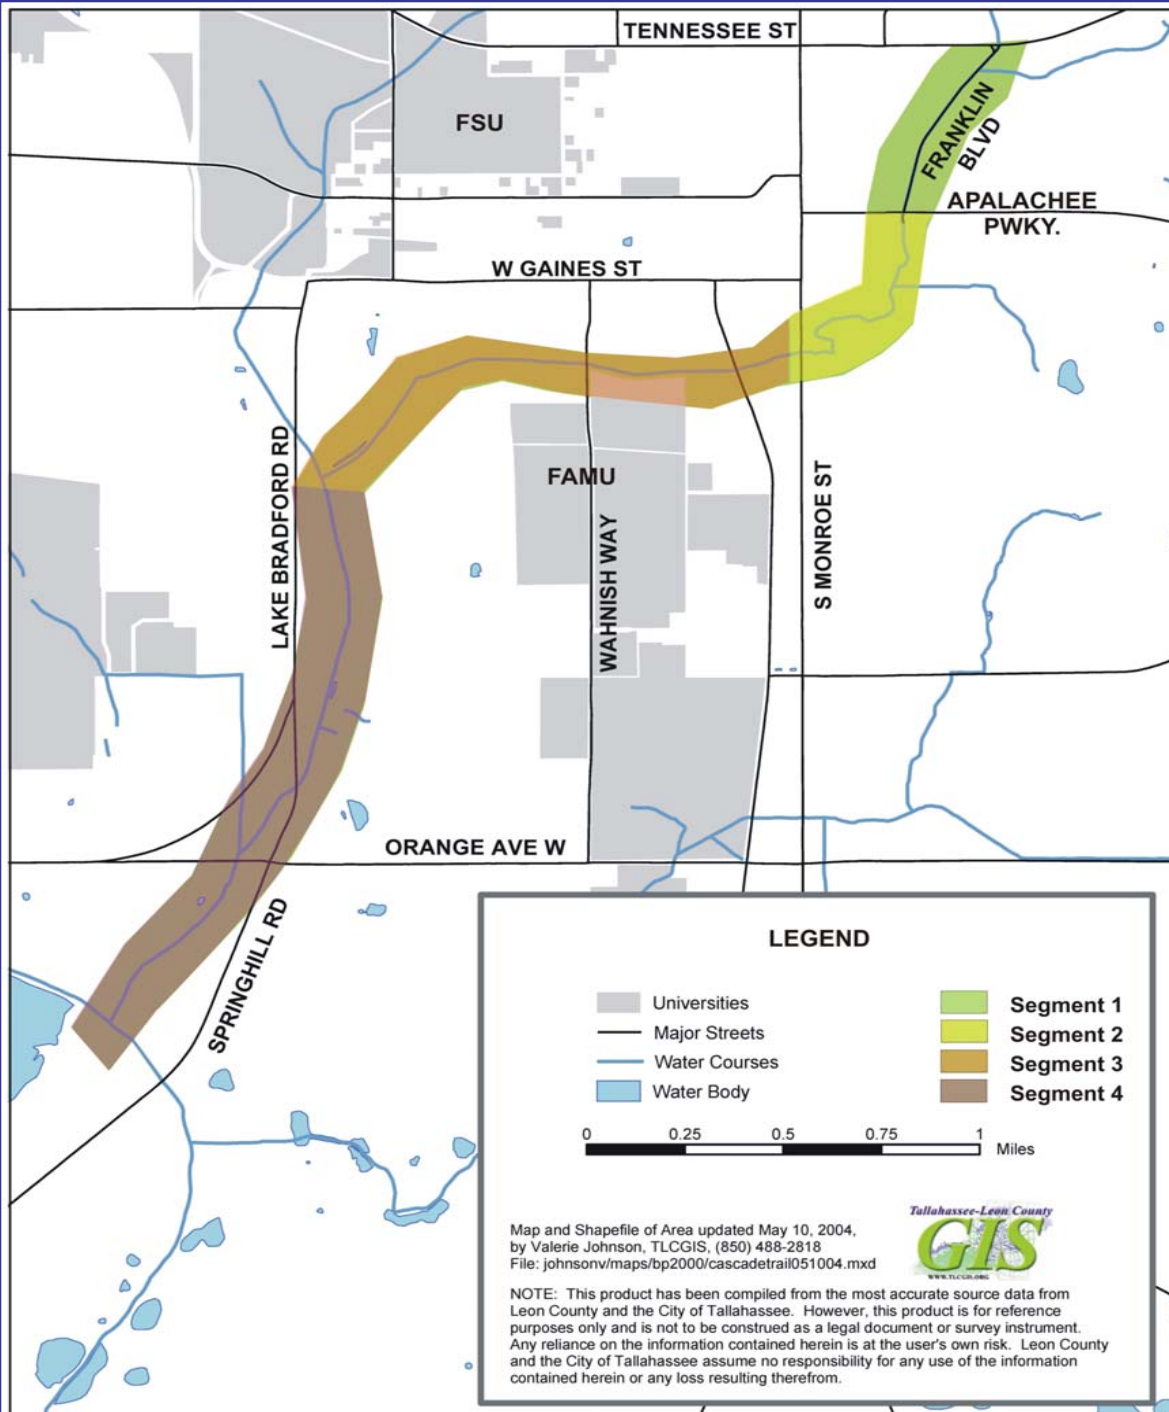 TENNESSEE ST
FSU
FRANKLIN
BLVD
APALACHEE
PWKY.
W GAINES ST
LAKE BRADFORD RD
FAMU
WAHNISH WAY
S MONROE ST
ORANGE AVE W
SPRINGHILL RD
LEGEND
Universities
Major Streets
Water Courses
Water Body
Segment 1
Segment 2
Segment 3
Segment 4
0 0.25 0.5 0.75 1
Miles
Map and Shapefile of Area updated May 10, 2004,
by Valerie Johnson, TLCGIS, (850) 488-2818
File: johnsonv/maps/bp2000/cascadetrail051004.mxd
Tallahassee-Leon County
GIS
WWW.TLCGIS.ORG
NOTE: This product has been compiled from the most accurate source data from
Leon County and the City of Tallahassee. However, this product is for reference
purposes only and is not to be construed as a legal document or survey instrument.
Any reliance on the information contained herein is at the user's own risk. Leon County
and the City of Tallahassee assume no responsibility for any use of the information
contained herein or any loss resulting therefrom.